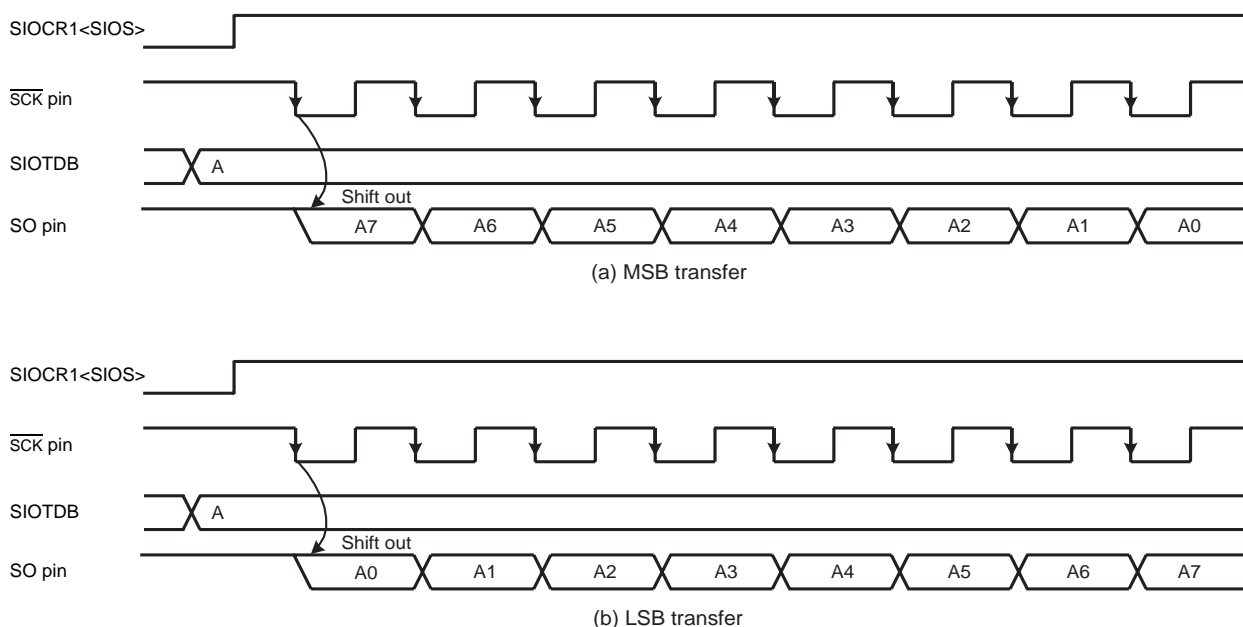 SIOCR1<SIOS>
SCK pin
SIOTDB
A
Shift out
SO pin
A7 A6 A5 A4 A3 A2 A1 A0
(a) MSB transfer
SIOCR1<SIOS>
SCK pin
SIOTDB
A
Shift out
SO pin
A0 A1 A2 A3 A4 A5 A6 A7
(b) LSB transfer